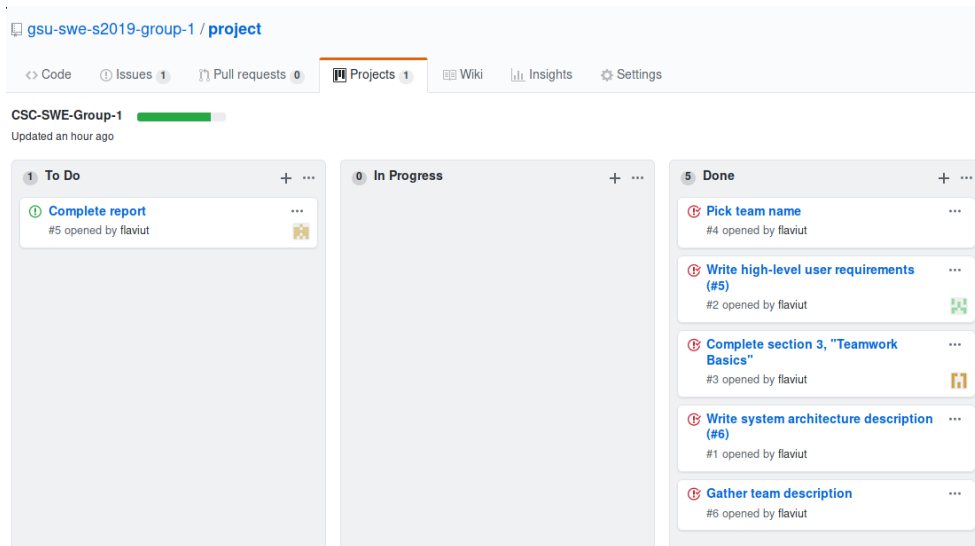 gsu-swe-s2019-group-1 / project
Code Issues 1 Pull requests 0 Projects 1 Wiki Insights Settings
CSC-SWE-Group-1
Updated an hour ago
1 To Do
Complete report
#5 opened by flaviut
0 In Progress
5 Done
Pick team name
#4 opened by flaviut
Write high-level user requirements
(#5)
#2 opened by flaviut
Complete section 3, "Teamwork
Basics"
#3 opened by flaviut
Write system architecture description
(#6)
#1 opened by flaviut
Gather team description
#6 opened by flaviut